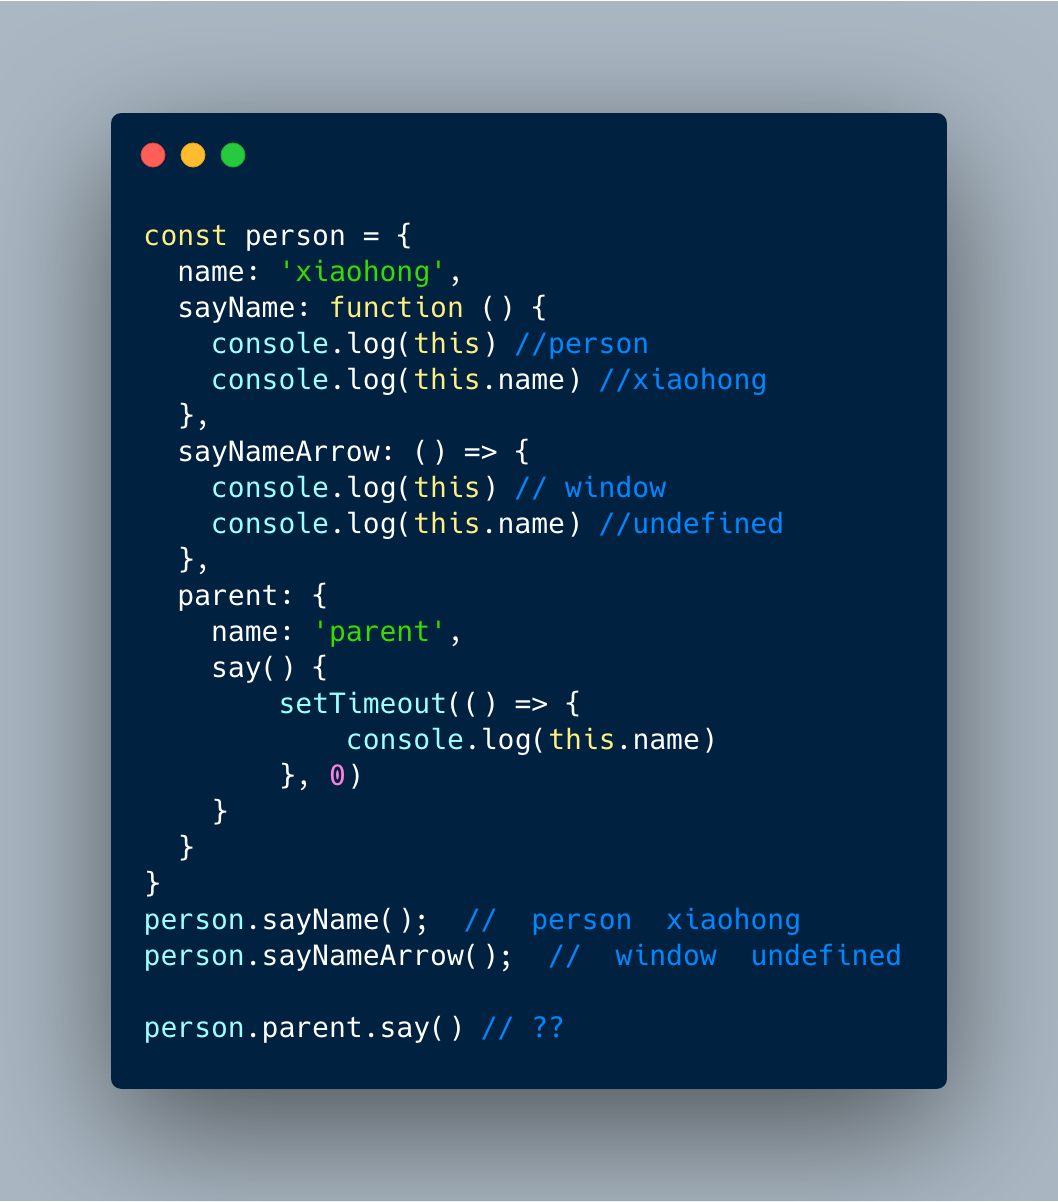 const person = {
  name: 'xiaohong',
  sayName: function () {
    console.log(this) //person
    console.log(this.name) //xiaohong
  },
  sayNameArrow: () => {
    console.log(this) // window
    console.log(this.name) //undefined
  },
  parent: {
    name: 'parent',
    say() {
        setTimeout(() => {
            console.log(this.name)
        }, 0)
    }
  }
}
person.sayName();  //  person  xiaohong
person.sayNameArrow();  //  window  undefined

person.parent.say() // ??